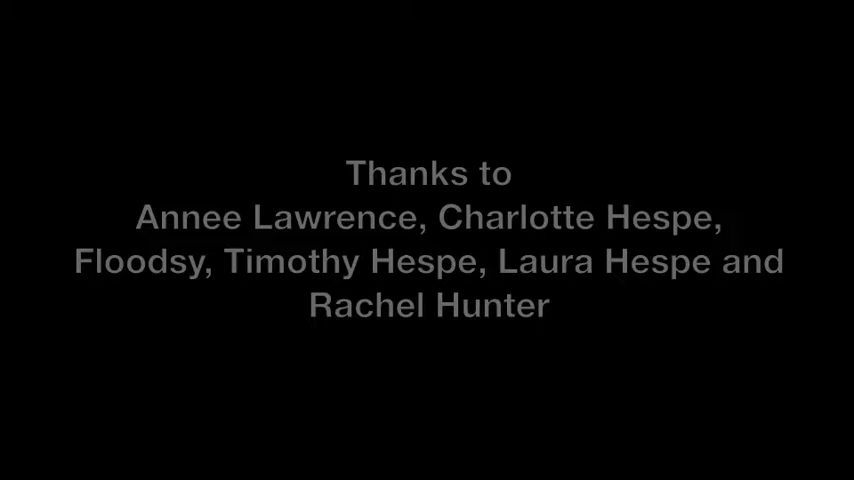 Thanks to
Annee Lawrence, Charlotte Hespe,
Floodsy, Timothy Hespe, Laura Hespe and
Rachel Hunter